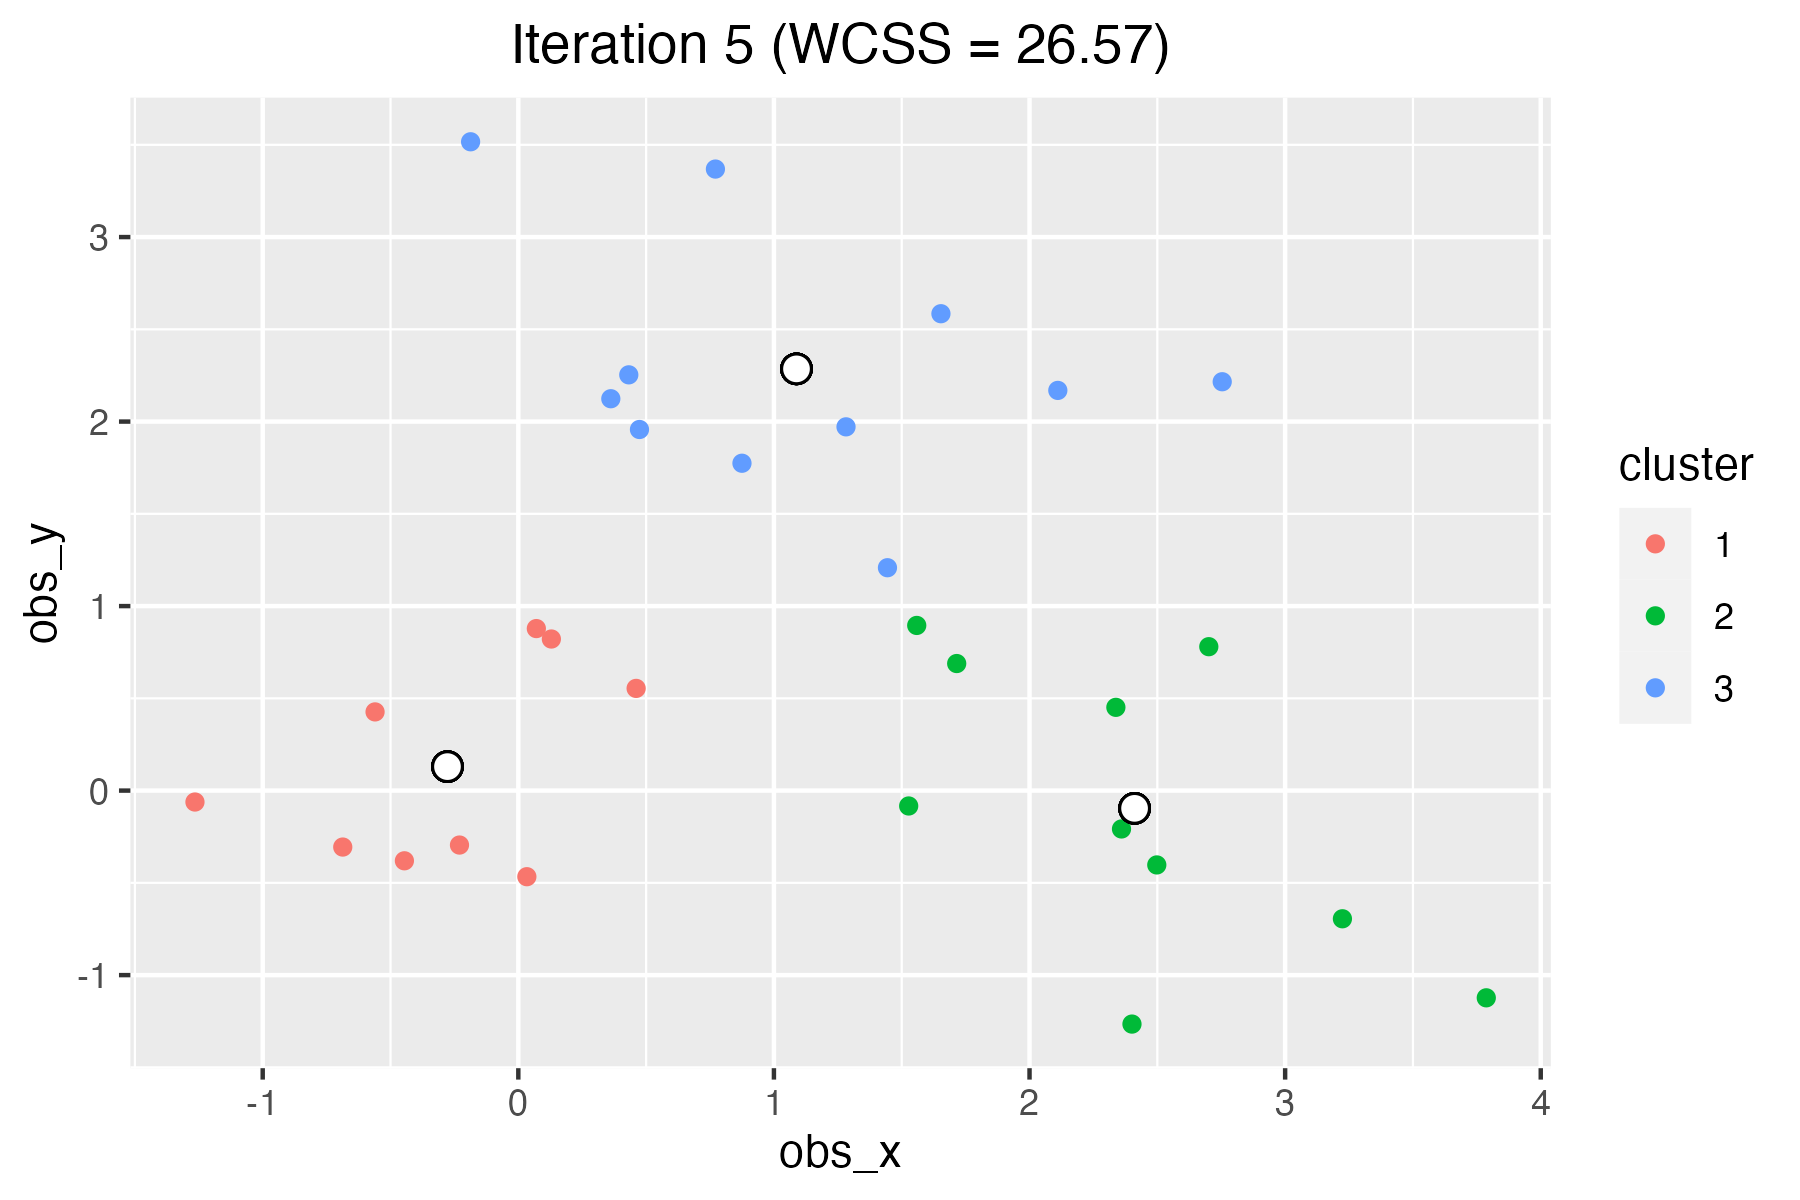 Iteration 5 (WCSS = 26.57)
obs_y
3
2
1
0
-1
-1 0 1 2 3 4
obs_x
cluster
1
2
3